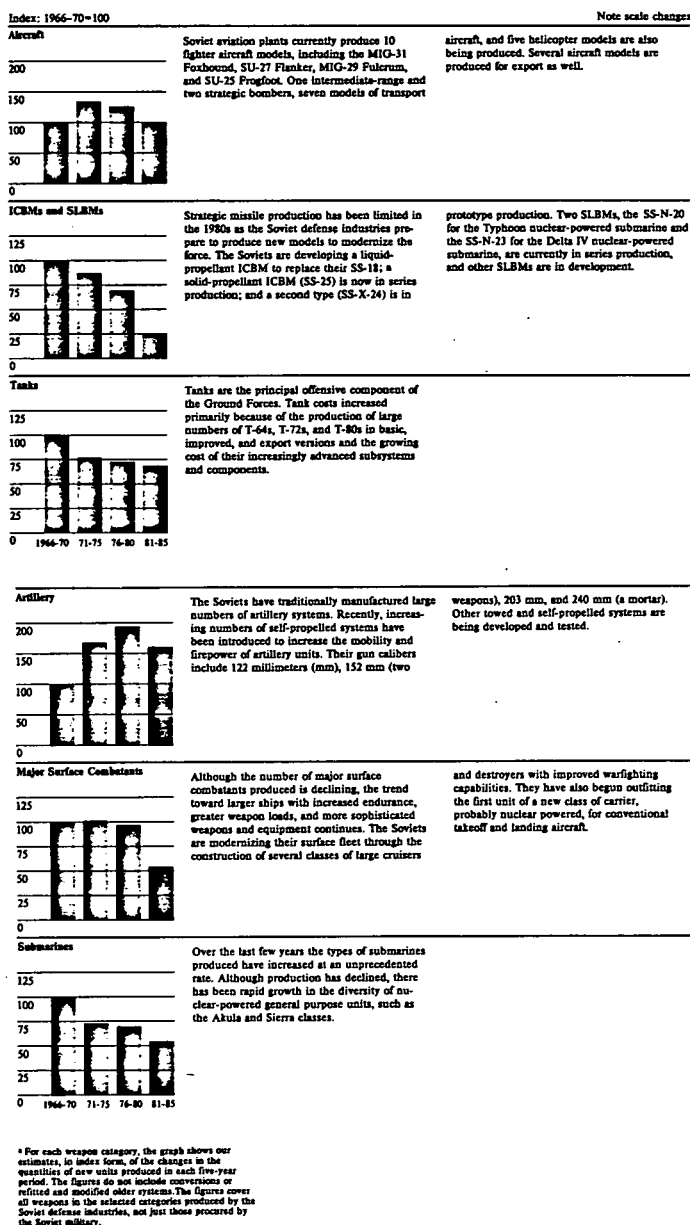 Index: 1966-70=100
Note scale changes
Aircraft
200
150
100
50
0
Soviet aviation plants currently produce 10
fighter aircraft models, including the MIG-31
Foxhound, SU-27 Flanker, MIG-29 Fulcrum,
and SU-25 Frogfoot. One intermediate-range and
two strategic bombers, seven models of transport
aircraft, and five helicopter models are also
being produced. Several aircraft models are
produced for export as well.
ICBMs and SLBMs
125
100
75
50
25
0
Strategic missile production has been limited in
the 1980s as the Soviet defense industries pre-
pare to produce new models to modernize the
force. The Soviets are developing a liquid-
propellant ICBM to replace their SS-18; a
solid-propellant ICBM (SS-25) is now in series
production; and a second type (SS-X-24) is in
prototype production. Two SLBMs, the SS-N-20
for the Typhoon nuclear-powered submarine and
the SS-N-23 for the Delta IV nuclear-powered
submarine, are currently in series production,
and other SLBMs are in development.
Tanks
125
100
75
50
25
0
1966-70 71-75 76-80 81-85
Tanks are the principal offensive component of
the Ground Forces. Tank costs increased
primarily because of the production of large
numbers of T-64s, T-72s, and T-80s in basic,
improved, and export versions and the growing
cost of their increasingly advanced subsystems
and components.
Artillery
200
150
100
50
0
The Soviets have traditionally manufactured large
numbers of artillery systems. Recently, increas-
ing numbers of self-propelled systems have
been introduced to increase the mobility and
firepower of artillery units. Their gun calibers
include 122 millimeters (mm), 152 mm (two
weapons), 203 mm, and 240 mm (a mortar).
Other towed and self-propelled systems are
being developed and tested.
Major Surface Combatants
125
100
75
50
25
0
Although the number of major surface
combatants produced is declining, the trend
toward larger ships with increased endurance,
greater weapon loads, and more sophisticated
weapons and equipment continues. The Soviets
are modernizing their surface fleet through the
construction of several classes of large cruisers
and destroyers with improved warfighting
capabilities. They have also begun outfitting
the first unit of a new class of carrier,
probably nuclear powered, for conventional
takeoff and landing aircraft.
Submarines
125
100
75
50
25
0
1966-70 71-75 76-80 81-85
Over the last few years the types of submarines
produced have increased at an unprecedented
rate. Although production has declined, there
has been rapid growth in the diversity of nu-
clear-powered general purpose units, such as
the Akula and Sierra classes.
ᵃ For each weapon catagory, the graph shows our
estimates, in index form, of the changes in the
quantities of new units produced in each five-year
period. The figures do not include conversions or
refitted and modified older systems.The figures cover
all weapons in the selected categories produced by the
Soviet defense industries, not just those procured by
the Soviet military.